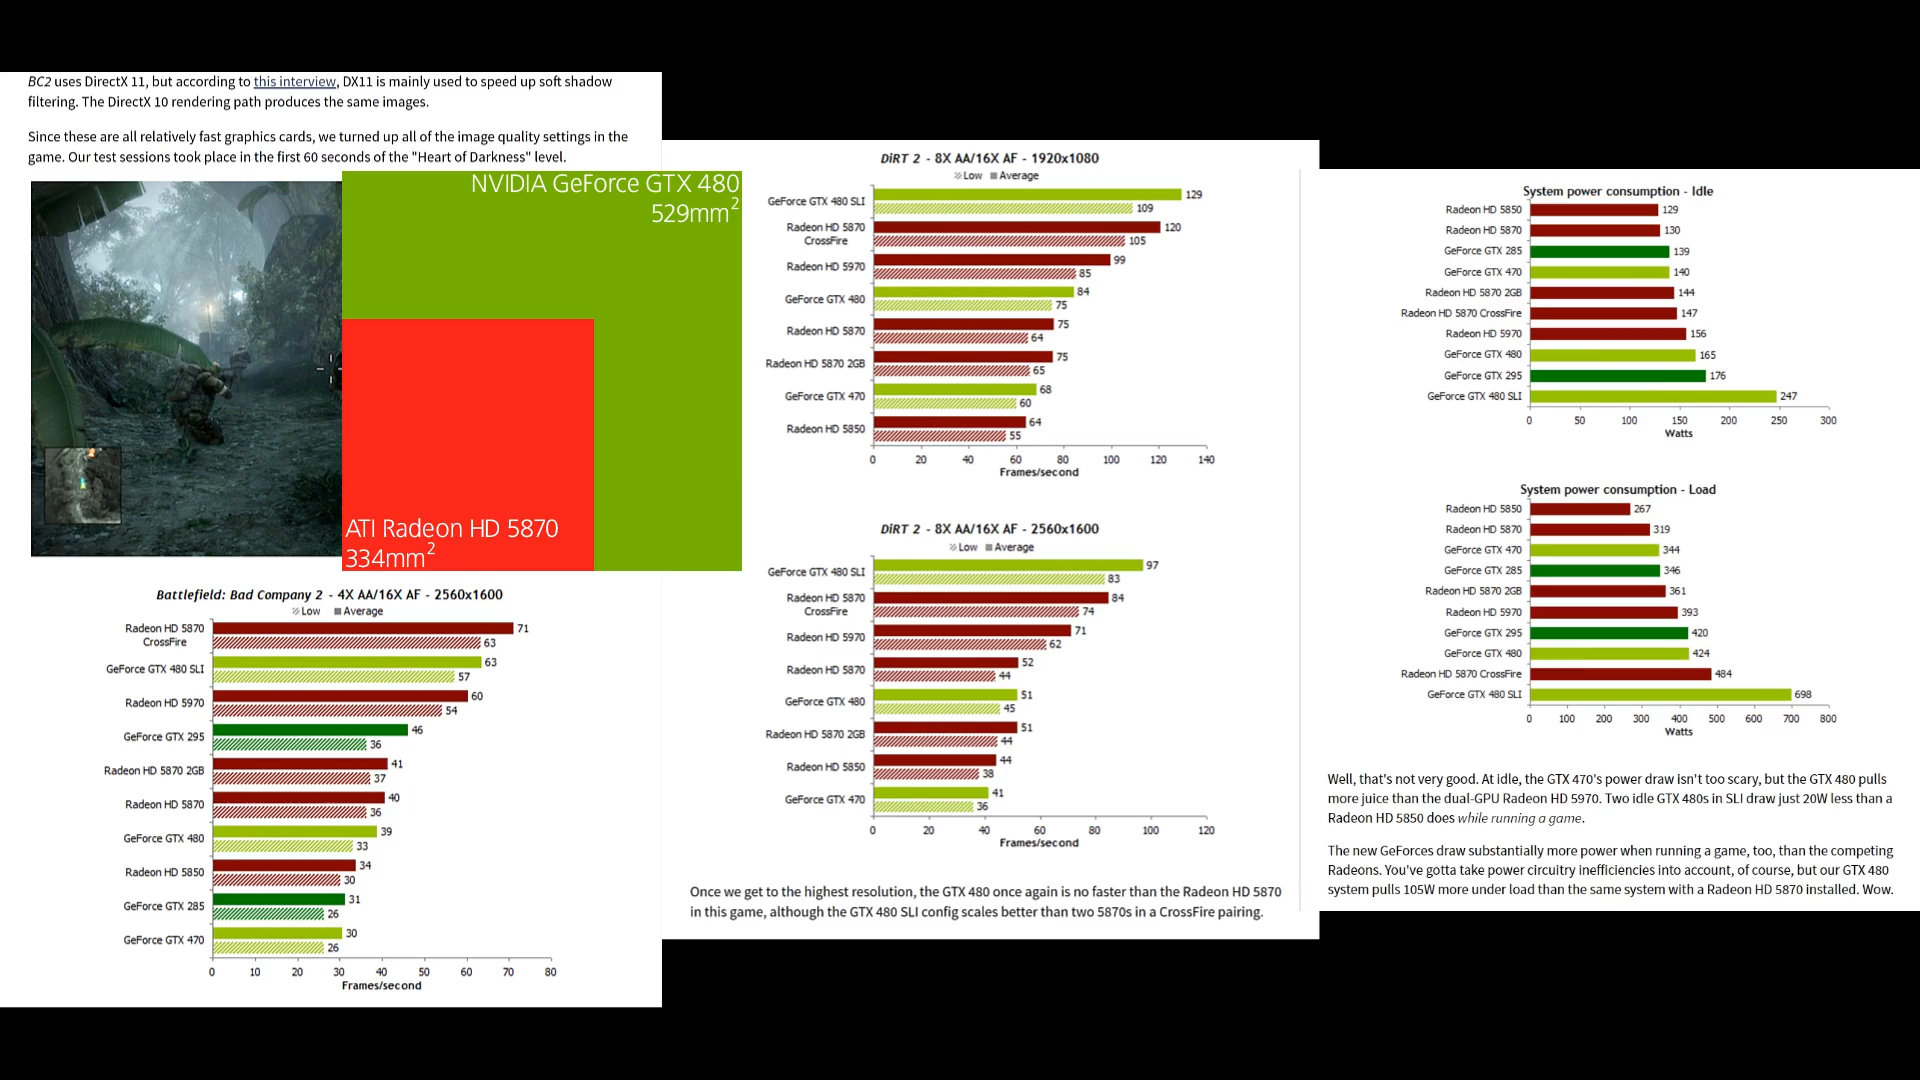 BC2 uses DirectX 11, but according to this interview, DX11 is mainly used to speed up soft shadow
filtering. The DirectX 10 rendering path produces the same images.
Since these are all relatively fast graphics cards, we turned up all of the image quality settings in the
game. Our test sessions took place in the first 60 seconds of the "Heart of Darkness" level.
NVIDIA GeForce GTX 480
529mm²
ATI Radeon HD 5870
334mm²
Battlefield: Bad Company 2 - 4X AA/16X AF - 2560x1600
Low Average
Radeon HD 5870
CrossFire
71
63
GeForce GTX 480 SLI
63
57
Radeon HD 5970
60
54
GeForce GTX 295
46
36
Radeon HD 5870 2GB
41
37
Radeon HD 5870
40
36
GeForce GTX 480
39
33
Radeon HD 5850
34
30
GeForce GTX 285
31
26
GeForce GTX 470
30
26
0 10 20 30 40 50 60 70 80
Frames/second
DiRT 2 - 8X AA/16X AF - 1920x1080
Low Average
GeForce GTX 480 SLI
129
109
Radeon HD 5870
CrossFire
120
105
Radeon HD 5970
99
85
GeForce GTX 480
84
75
Radeon HD 5870
75
64
Radeon HD 5870 2GB
75
65
GeForce GTX 470
68
60
Radeon HD 5850
64
55
0 20 40 60 80 100 120 140
Frames/second
DiRT 2 - 8X AA/16X AF - 2560x1600
Low Average
GeForce GTX 480 SLI
97
83
Radeon HD 5870
CrossFire
84
74
Radeon HD 5970
71
62
Radeon HD 5870
52
44
GeForce GTX 480
51
45
Radeon HD 5870 2GB
51
44
Radeon HD 5850
44
38
GeForce GTX 470
41
36
0 20 40 60 80 100 120
Frames/second
Once we get to the highest resolution, the GTX 480 once again is no faster than the Radeon HD 5870
in this game, although the GTX 480 SLI config scales better than two 5870s in a CrossFire pairing.
System power consumption - Idle
Radeon HD 5850 129
Radeon HD 5870 130
GeForce GTX 285 139
GeForce GTX 470 140
Radeon HD 5870 2GB 144
Radeon HD 5870 CrossFire 147
Radeon HD 5970 156
GeForce GTX 480 165
GeForce GTX 295 176
GeForce GTX 480 SLI 247
0 50 100 150 200 250 300
Watts
System power consumption - Load
Radeon HD 5850 267
Radeon HD 5870 319
GeForce GTX 470 344
GeForce GTX 285 346
Radeon HD 5870 2GB 361
Radeon HD 5970 393
GeForce GTX 295 420
GeForce GTX 480 424
Radeon HD 5870 CrossFire 484
GeForce GTX 480 SLI 698
0 100 200 300 400 500 600 700 800
Watts
Well, that's not very good. At idle, the GTX 470's power draw isn't too scary, but the GTX 480 pulls
more juice than the dual-GPU Radeon HD 5970. Two idle GTX 480s in SLI draw just 20W less than a
Radeon HD 5850 does while running a game.
The new GeForces draw substantially more power when running a game, too, than the competing
Radeons. You've gotta take power circuitry inefficiencies into account, of course, but our GTX 480
system pulls 105W more under load than the same system with a Radeon HD 5870 installed. Wow.